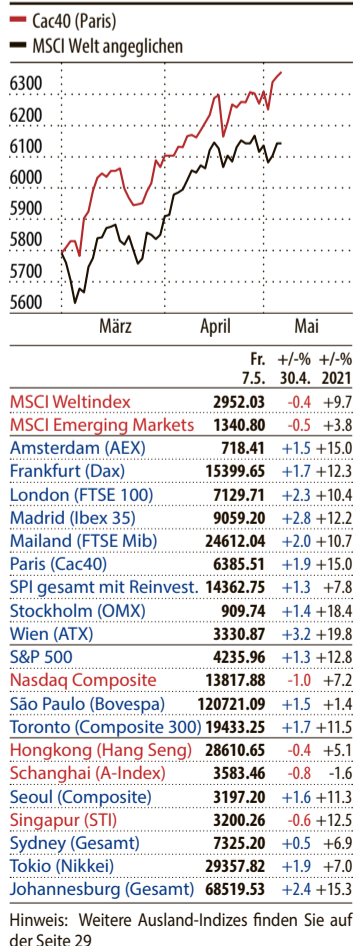 Cac40 (Paris)
MSCI Welt angeglichen
6300
6200
6100
6000
5900
5800
5700
5600
März April Mai
Fr. +/-% +/-%
7.5. 30.4. 2021
MSCI Weltindex 2952.03 -0.4 +9.7
MSCI Emerging Markets 1340.80 -0.5 +3.8
Amsterdam (AEX) 718.41 +1.5 +15.0
Frankfurt (Dax) 15399.65 +1.7 +12.3
London (FTSE 100) 7129.71 +2.3 +10.4
Madrid (Ibex 35) 9059.20 +2.8 +12.2
Mailand (FTSE Mib) 24612.04 +2.0 +10.7
Paris (Cac40) 6385.51 +1.9 +15.0
SPI gesamt mit Reinvest. 14362.75 +1.3 +7.8
Stockholm (OMX) 909.74 +1.4 +18.4
Wien (ATX) 3330.87 +3.2 +19.8
S&P 500 4235.96 +1.3 +12.8
Nasdaq Composite 13817.88 -1.0 +7.2
São Paulo (Bovespa) 120721.09 +1.5 +1.4
Toronto (Composite 300) 19433.25 +1.7 +11.5
Hongkong (Hang Seng) 28610.65 -0.4 +5.1
Schanghai (A-Index) 3583.46 -0.8 -1.6
Seoul (Composite) 3197.20 +1.6 +11.3
Singapur (STI) 3200.26 -0.6 +12.5
Sydney (Gesamt) 7325.20 +0.5 +6.9
Tokio (Nikkei) 29357.82 +1.9 +7.0
Johannesburg (Gesamt) 68519.53 +2.4 +15.3
Hinweis: Weitere Ausland-Indizes finden Sie auf
der Seite 29